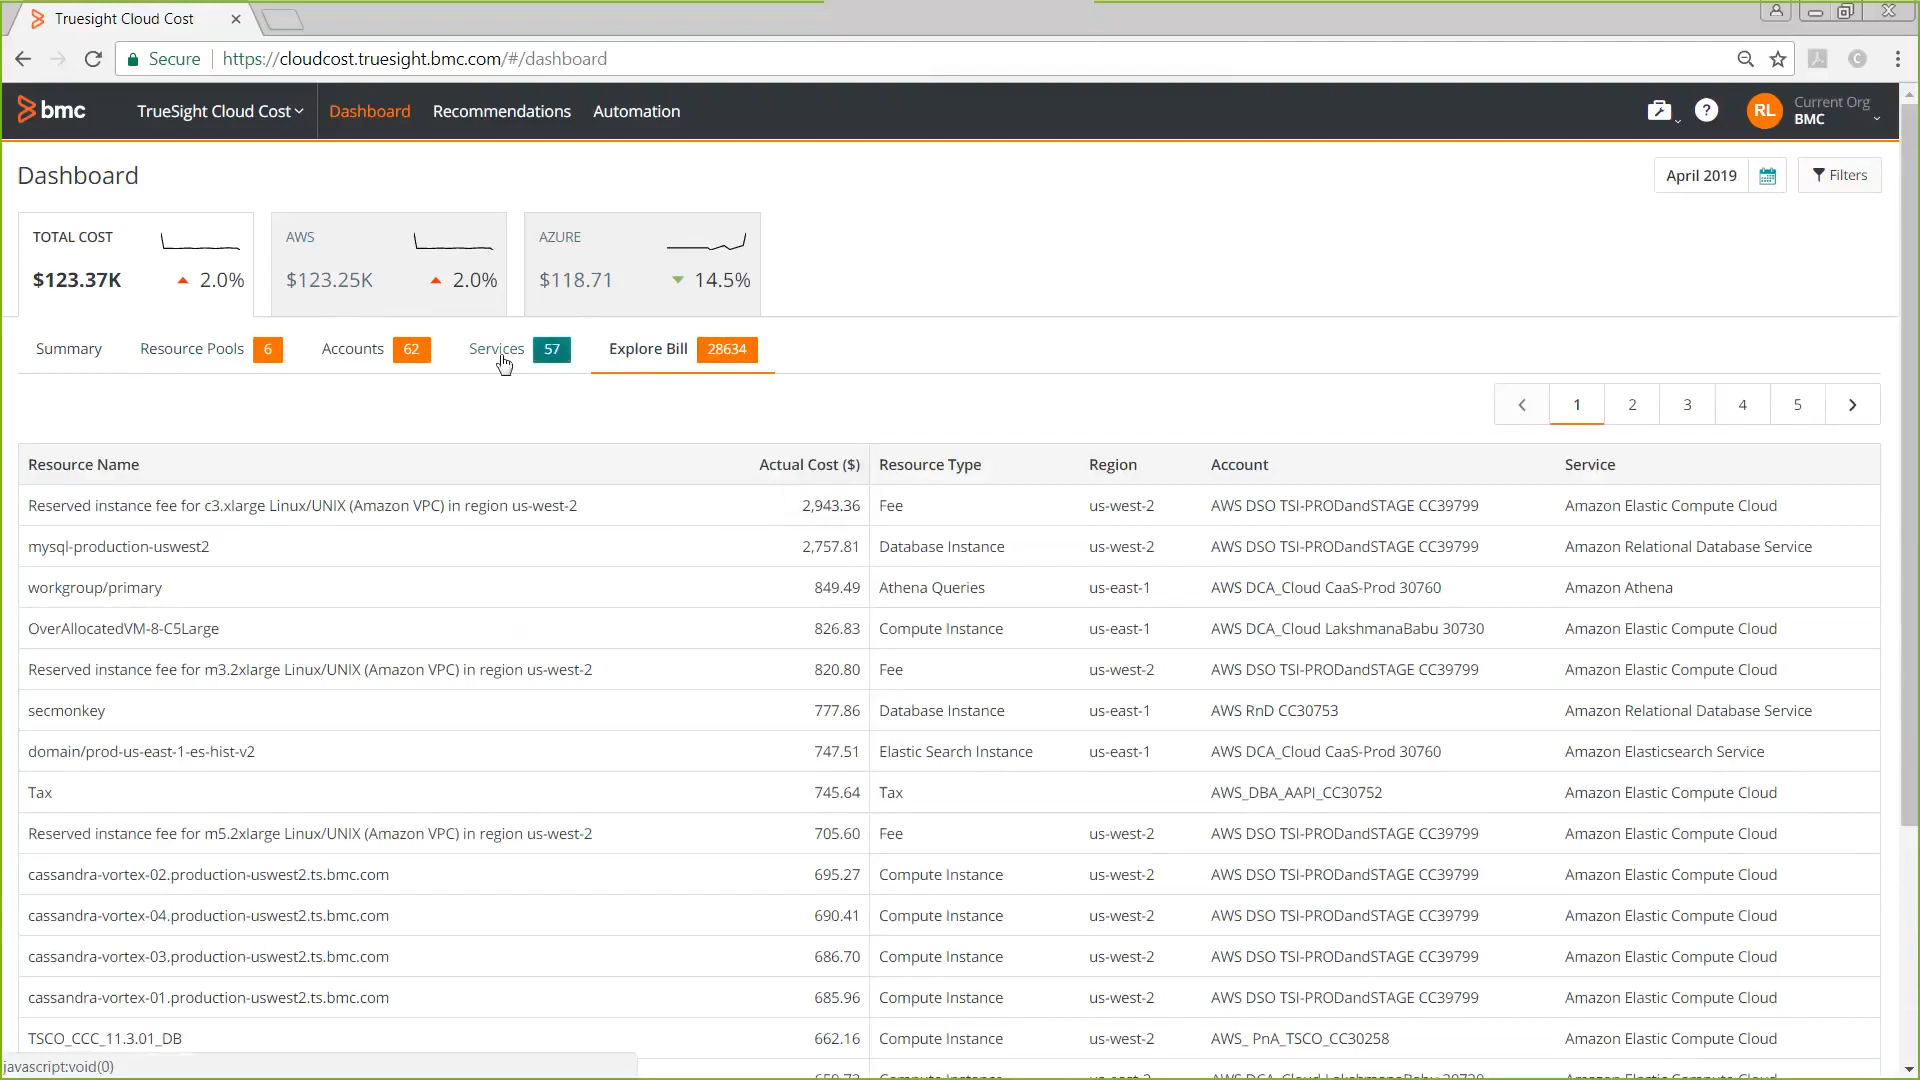 Truesight Cloud Cost
Secure https://cloudcost.truesight.bmc.com/#/dashboard
bmc TrueSight Cloud Cost Dashboard Recommendations Automation ? RL Current Org
BMC
Dashboard April 2019 Filters
TOTAL COST AWS AZURE
$123.37K 2.0% $123.25K 2.0% $118.71 14.5%
Summary Resource Pools 6 Accounts 62 Services 57 Explore Bill 28634
1 2 3 4 5
Resource Name Actual Cost ($) Resource Type Region Account Service
Reserved instance fee for c3.xlarge Linux/UNIX (Amazon VPC) in region us-west-2 2,943.36 Fee us-west-2 AWS DSO TSI-PRODandSTAGE CC39799 Amazon Elastic Compute Cloud
mysql-production-uswest2 2,757.81 Database Instance us-west-2 AWS DSO TSI-PRODandSTAGE CC39799 Amazon Relational Database Service
workgroup/primary 849.49 Athena Queries us-east-1 AWS DCA_Cloud CaaS-Prod 30760 Amazon Athena
OverAllocatedVM-8-C5Large 826.83 Compute Instance us-east-1 AWS DCA_Cloud LakshmanaBabu 30730 Amazon Elastic Compute Cloud
Reserved instance fee for m3.2xlarge Linux/UNIX (Amazon VPC) in region us-west-2 820.80 Fee us-west-2 AWS DSO TSI-PRODandSTAGE CC39799 Amazon Elastic Compute Cloud
secmonkey 777.86 Database Instance us-east-1 AWS RnD CC30753 Amazon Relational Database Service
domain/prod-us-east-1-es-hist-v2 747.51 Elastic Search Instance us-east-1 AWS DCA_Cloud CaaS-Prod 30760 Amazon Elasticsearch Service
Tax 745.64 Tax AWS_DBA_AAPI_CC30752 Amazon Elastic Compute Cloud
Reserved instance fee for m5.2xlarge Linux/UNIX (Amazon VPC) in region us-west-2 705.60 Fee us-west-2 AWS DSO TSI-PRODandSTAGE CC39799 Amazon Elastic Compute Cloud
cassandra-vortex-02.production-uswest2.ts.bmc.com 695.27 Compute Instance us-west-2 AWS DSO TSI-PRODandSTAGE CC39799 Amazon Elastic Compute Cloud
cassandra-vortex-04.production-uswest2.ts.bmc.com 690.41 Compute Instance us-west-2 AWS DSO TSI-PRODandSTAGE CC39799 Amazon Elastic Compute Cloud
cassandra-vortex-03.production-uswest2.ts.bmc.com 686.70 Compute Instance us-west-2 AWS DSO TSI-PRODandSTAGE CC39799 Amazon Elastic Compute Cloud
cassandra-vortex-01.production-uswest2.ts.bmc.com 685.96 Compute Instance us-west-2 AWS DSO TSI-PRODandSTAGE CC39799 Amazon Elastic Compute Cloud
TSCO_CCC_11.3.01_DB 662.16 Compute Instance us-west-2 AWS_ PnA_TSCO_CC30258 Amazon Elastic Compute Cloud
javascript:void(0)